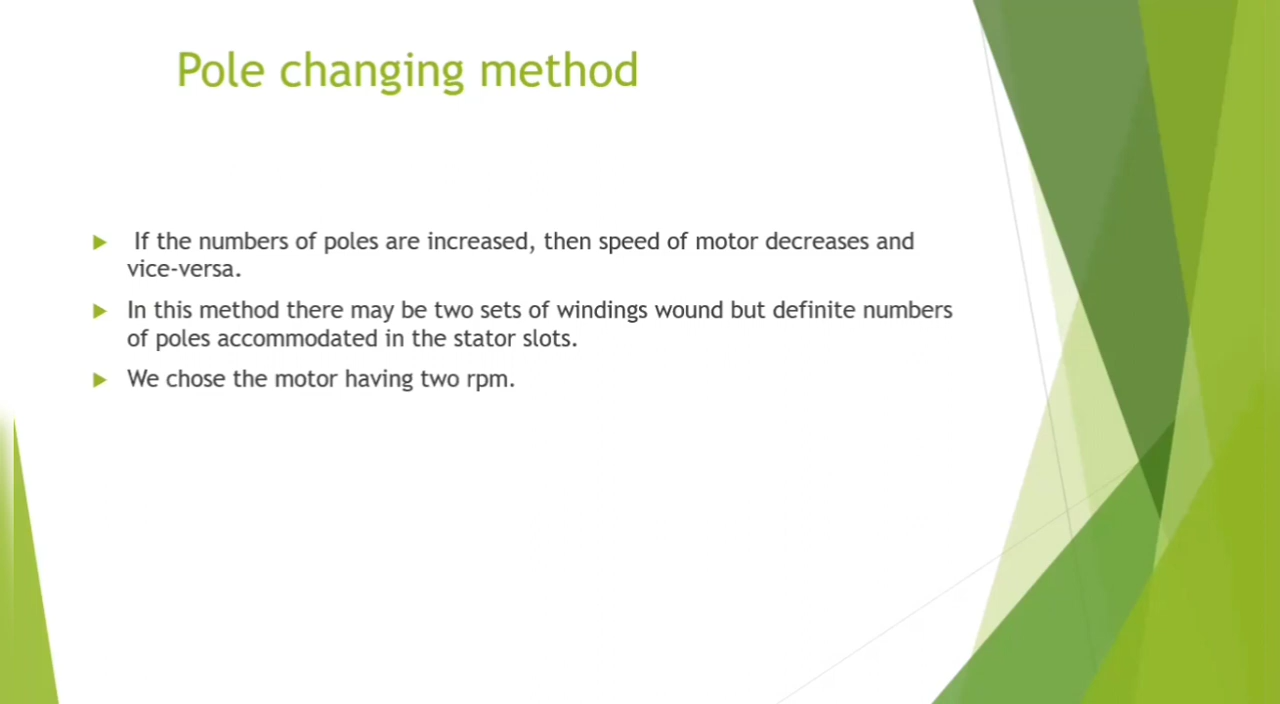 Pole changing method
If the numbers of poles are increased, then speed of motor decreases and
vice-versa.
In this method there may be two sets of windings wound but definite numbers
of poles accommodated in the stator slots.
We chose the motor having two rpm.